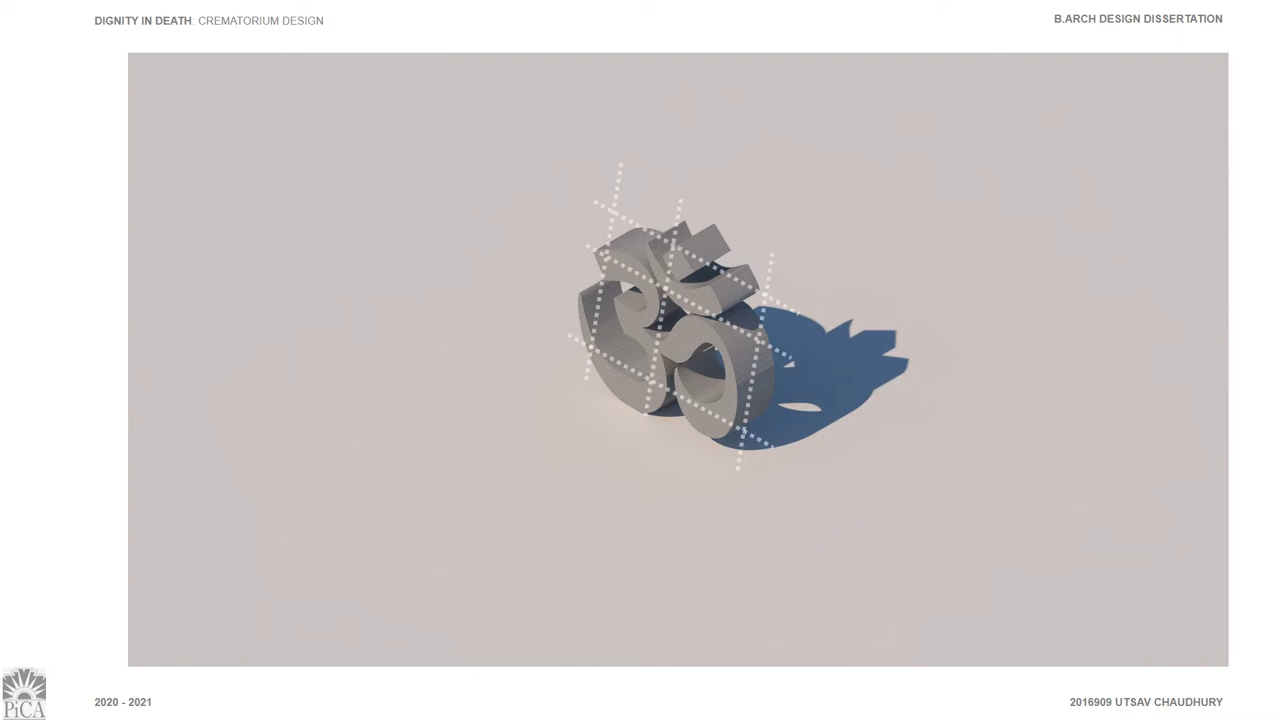 DIGNITY IN DEATH: CREMATORIUM DESIGN
B.ARCH DESIGN DISSERTATION
ॐ
PiCA
2020 - 2021
2016909 UTSAV CHAUDHURY